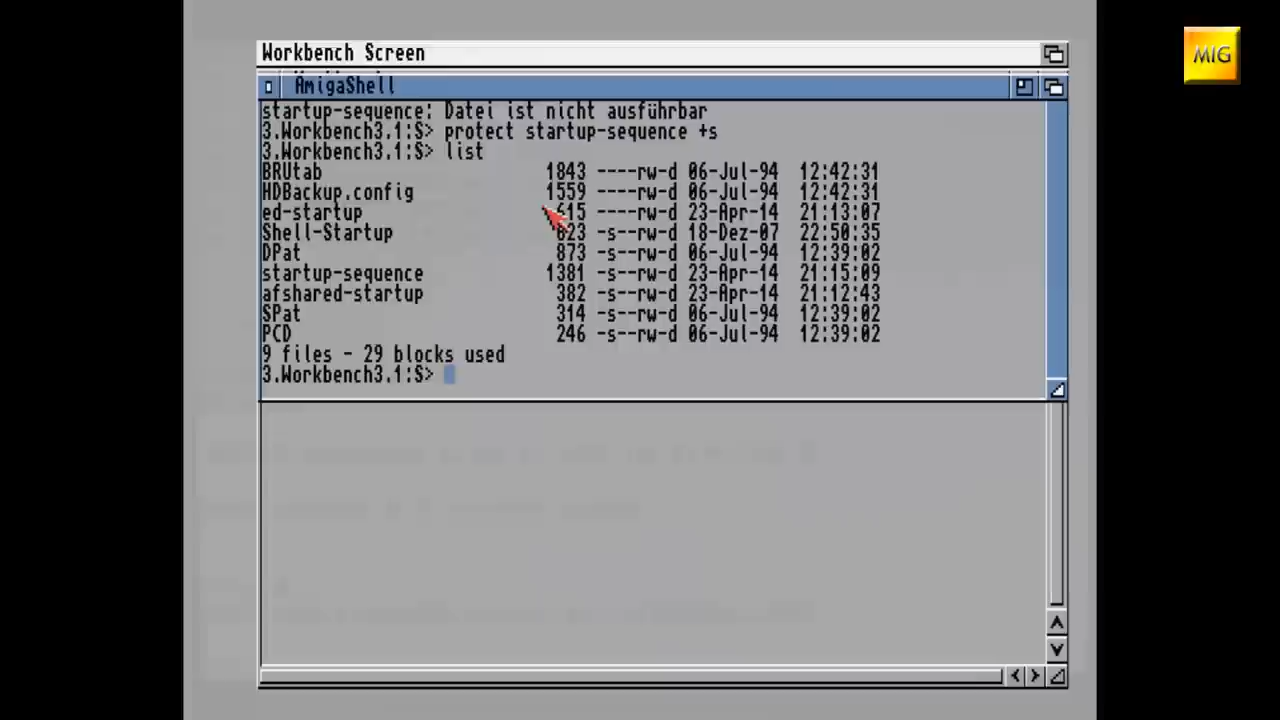 MIG
Workbench Screen
AmigaShell
startup-sequence: Datei ist nicht ausführbar
3.Workbench3.1:S> protect startup-sequence +s
3.Workbench3.1:S> list
BRUtab 1843 ----rw-d 06-Jul-94 12:42:31
HDBackup.config 1559 ----rw-d 06-Jul-94 12:42:31
ed-startup ----rw-d 23-Apr-14 21:13:07
Shell-Startup -s--rw-d 18-Dez-07 22:50:35
DPat 873 -s--rw-d 06-Jul-94 12:39:02
startup-sequence 1381 -s--rw-d 23-Apr-14 21:15:09
afshared-startup 382 -s--rw-d 23-Apr-14 21:12:43
SPat 314 -s--rw-d 06-Jul-94 12:39:02
PCD 246 -s--rw-d 06-Jul-94 12:39:02
9 files - 29 blocks used
3.Workbench3.1:S>